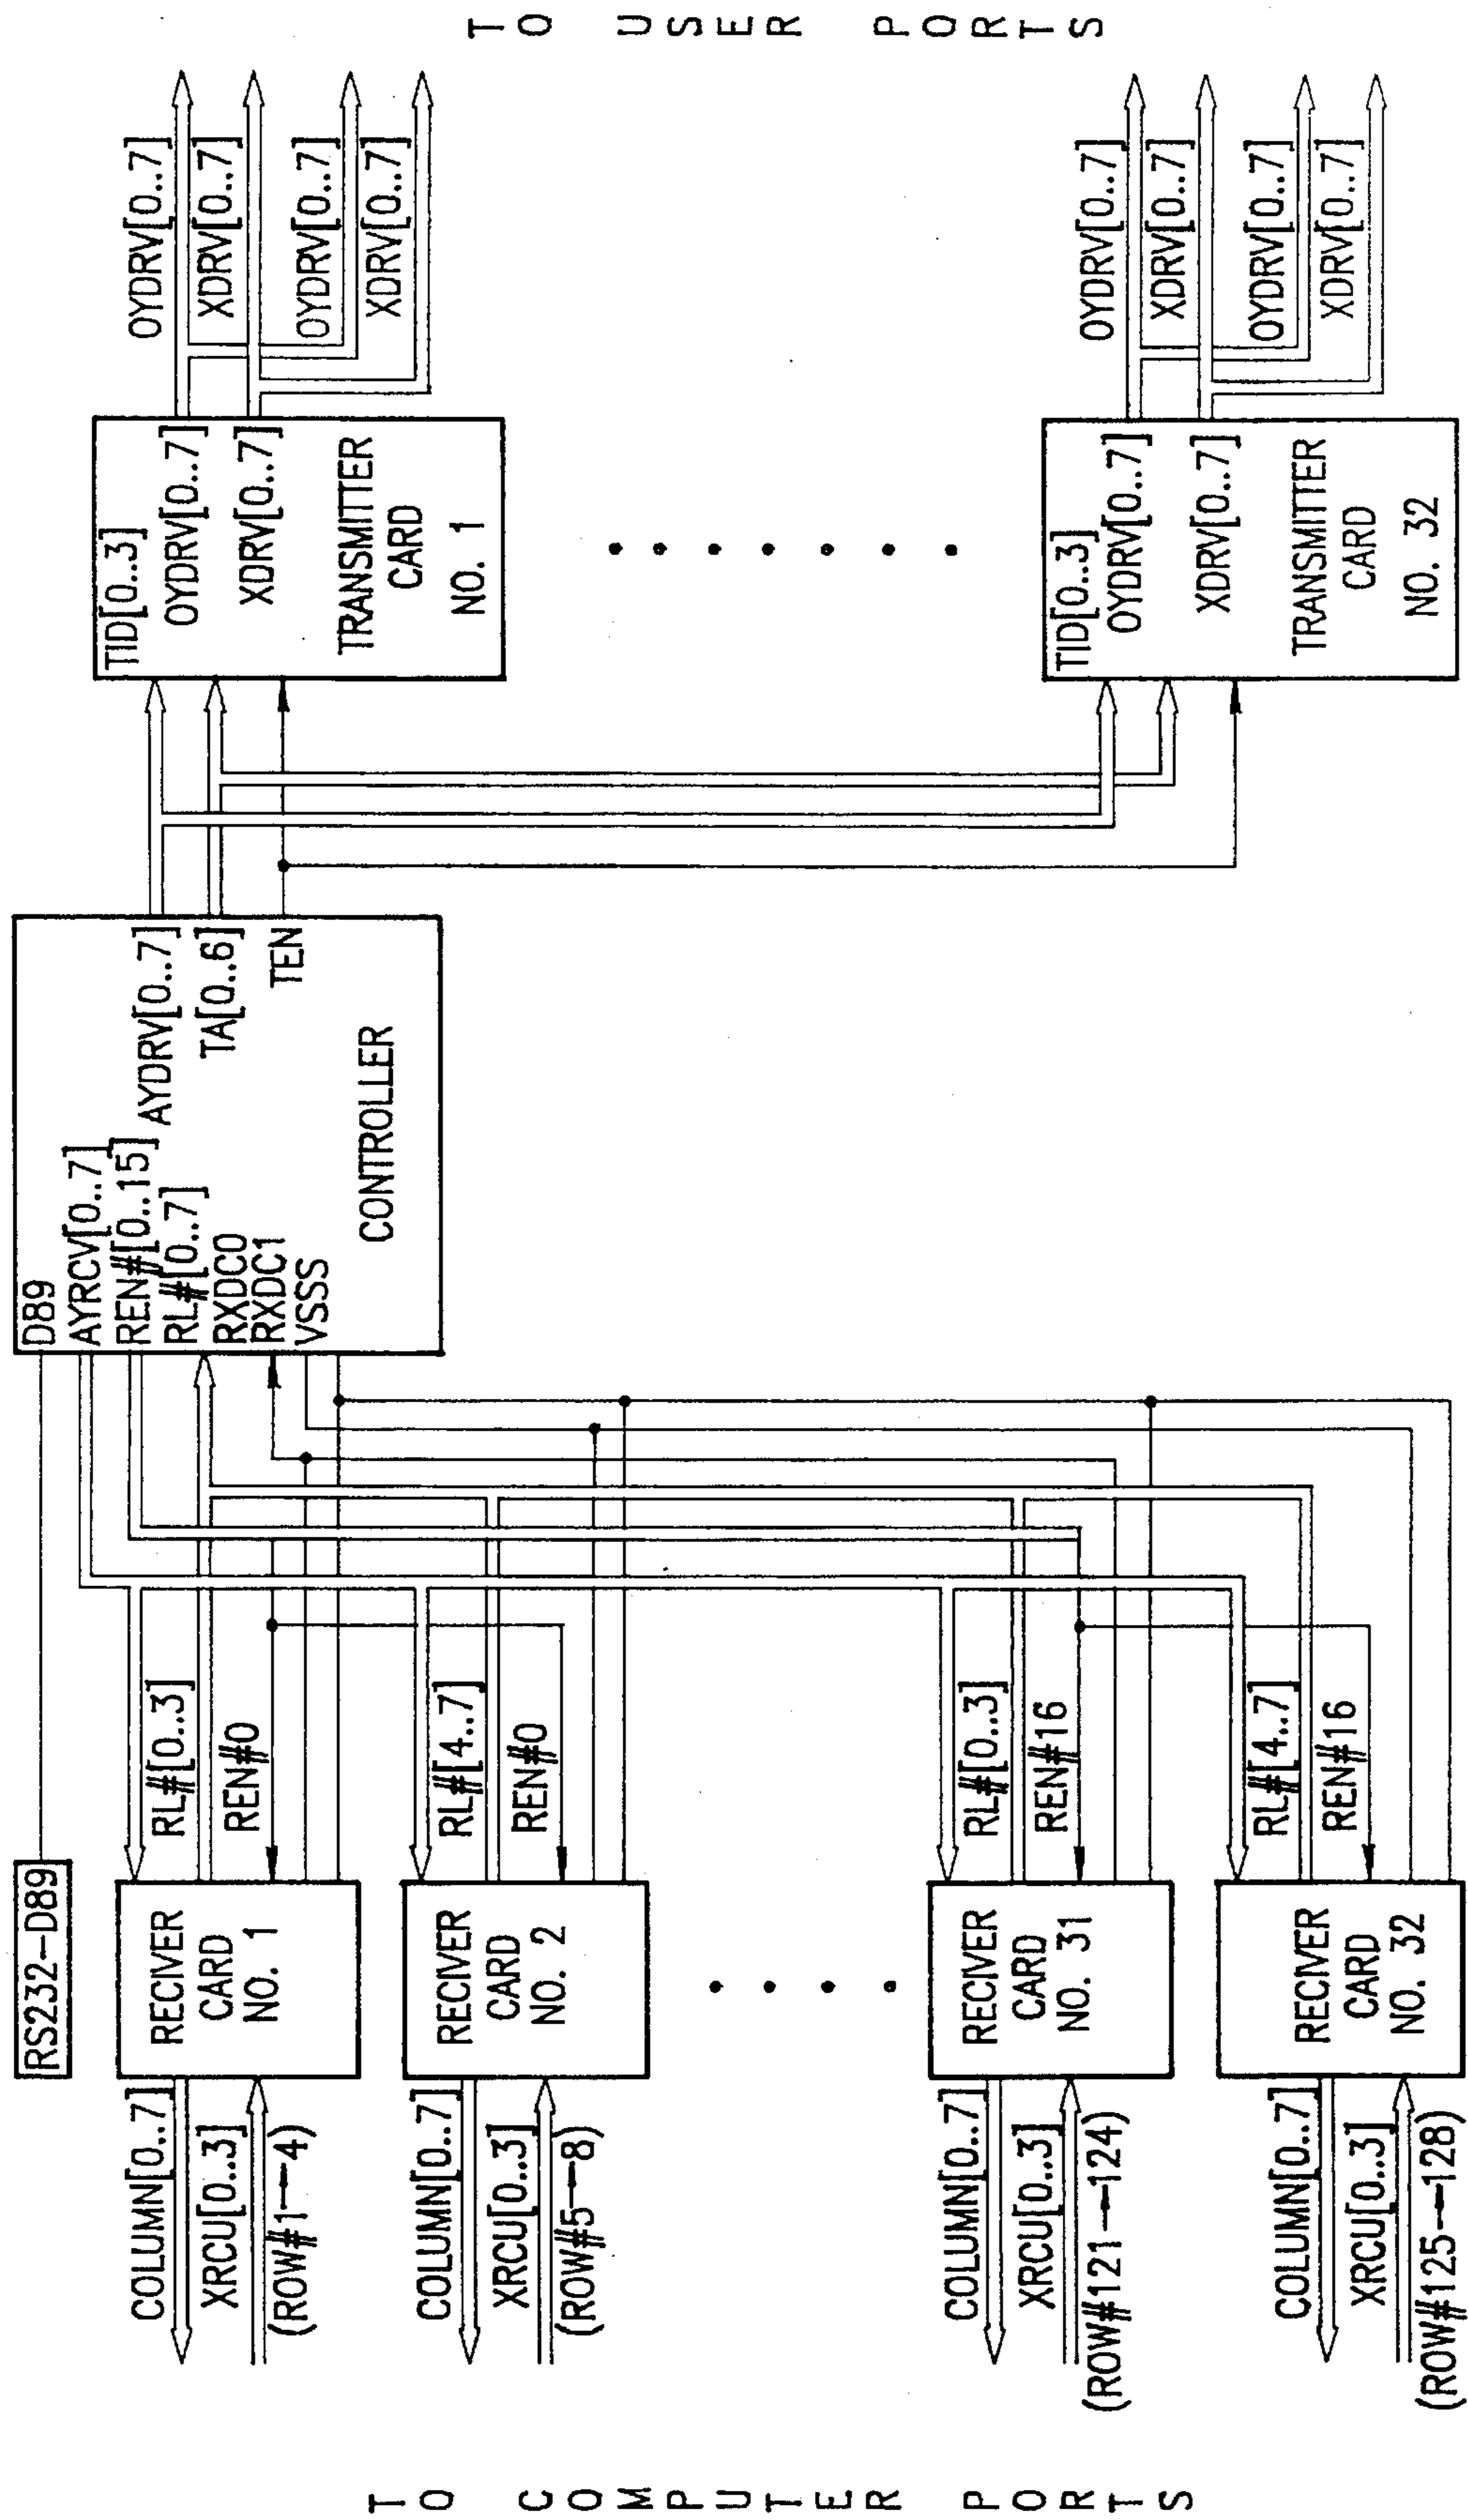 TO COMPUTER PORTS
RS232-D89
COLUMN[0..7]
XRCU[0..3]
(ROW#1—4)
RECIVER
CARD
NO. 1
RL#[0..3]
REN#0
COLUMN[0..7]
XRCU[0..3]
(ROW#5—8)
RECIVER
CARD
NO. 2
RL#[4..7]
REN#0
COLUMN[0..7]
XRCU[0..3]
(ROW#121—124)
RECIVER
CARD
NO. 31
RL#[0..3]
REN#16
COLUMN[0..7]
XRCU[0..3]
(ROW#125—128)
RECIVER
CARD
NO. 32
RL#[4..7]
REN#16
D89
AYRCV[0..7]
REN#[0..15]
RL#[0..7]
RXDC0
RXDC1
VSSS
AYDRV[0..7]
TA[0..6]
TEN
CONTROLLER
TID[0..3]
OYDRV[0..7]
XDRV[0..7]
TRANSMITTER
CARD
NO. 1
OYDRV[0..7]
XDRV[0..7]
OYDRV[0..7]
XDRV[0..7]
TID[0..3]
OYDRV[0..7]
XDRV[0..7]
TRANSMITTER
CARD
NO. 32
OYDRV[0..7]
XDRV[0..7]
OYDRV[0..7]
XDRV[0..7]
TO USER PORTS